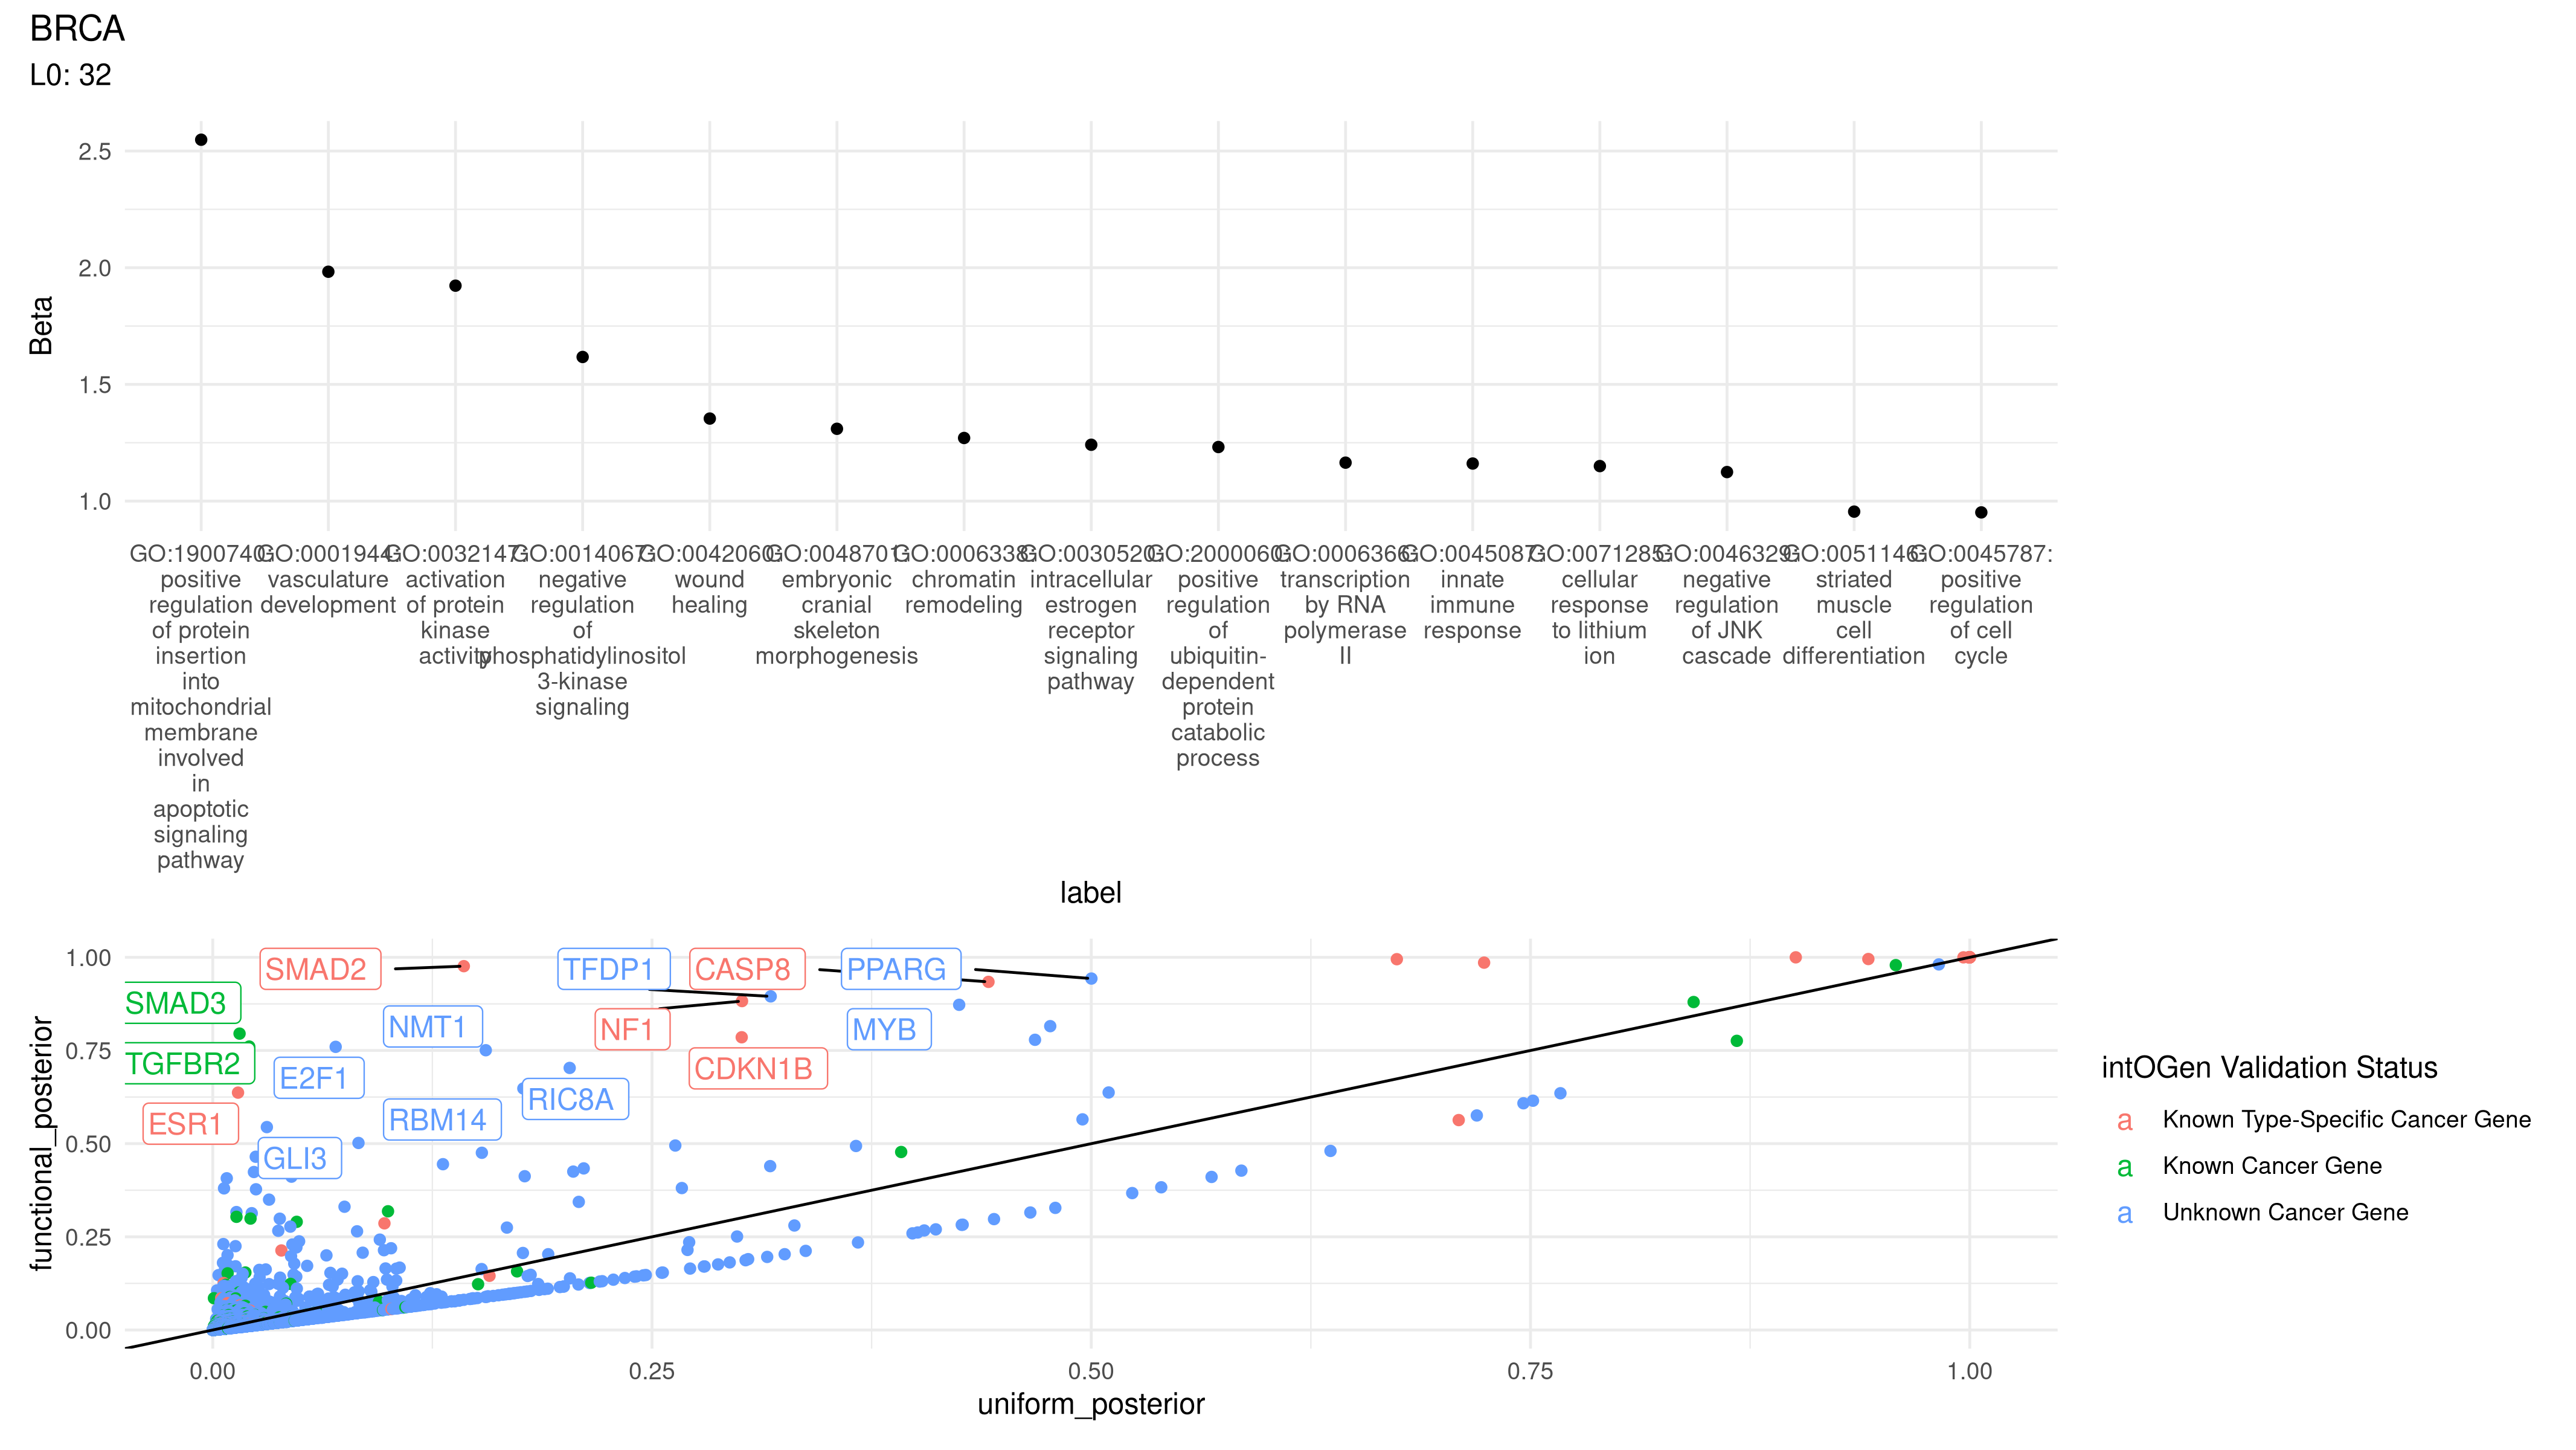 BRCA
L0: 32
2.5
2.0
1.5
1.0
Beta
GO:1900740:
positive
regulation
of protein
insertion
into
mitochondrial
membrane
involved
in
apoptotic
signaling
pathway
GO:0001944:
vasculature
development
GO:0032147:
activation
of protein
kinase
activity
GO:0014067:
negative
regulation
of
phosphatidylinositol
3-kinase
signaling
GO:0042060:
wound
healing
GO:0048701:
embryonic
cranial
skeleton
morphogenesis
GO:0006338:
chromatin
remodeling
GO:0030520:
intracellular
estrogen
receptor
signaling
pathway
GO:2000060:
positive
regulation
of
ubiquitin-
dependent
protein
catabolic
process
GO:0006366:
transcription
by RNA
polymerase
II
GO:0045087:
innate
immune
response
GO:0071285:
cellular
response
to lithium
ion
GO:0046329:
negative
regulation
of JNK
cascade
GO:0051146:
striated
muscle
cell
differentiation
GO:0045787:
positive
regulation
of cell
cycle
label
1.00
0.75
0.50
0.25
0.00
functional_posterior
SMAD2
TFDP1
CASP8
PPARG
SMAD3
NMT1
NF1
MYB
TGFBR2
E2F1
CDKN1B
RIC8A
ESR1
RBM14
GLI3
0.00
0.25
0.50
0.75
1.00
uniform_posterior
intOGen Validation Status
a Known Type-Specific Cancer Gene
a Known Cancer Gene
a Unknown Cancer Gene